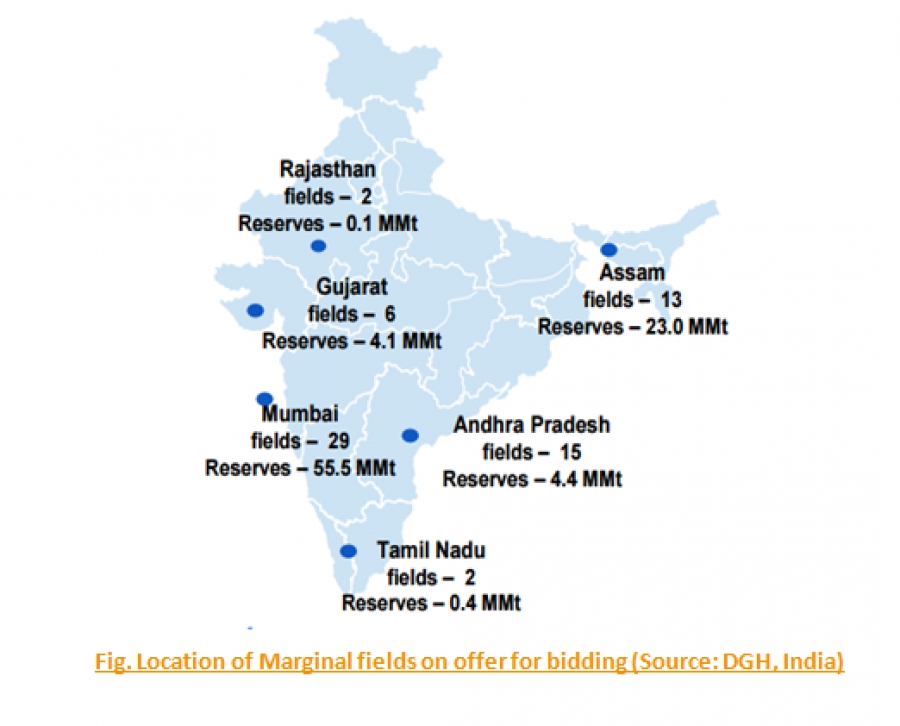 Rajasthan
fields – 2
Reserves – 0.1 MMt
Gujarat
fields – 6
Reserves – 4.1 MMt
Assam
fields – 13
Reserves – 23.0 MMt
Mumbai
fields – 29
Reserves – 55.5 MMt
Andhra Pradesh
fields – 15
Reserves – 4.4 MMt
Tamil Nadu
fields – 2
Reserves – 0.4 MMt
Fig. Location of Marginal fields on offer for bidding (Source: DGH, India)